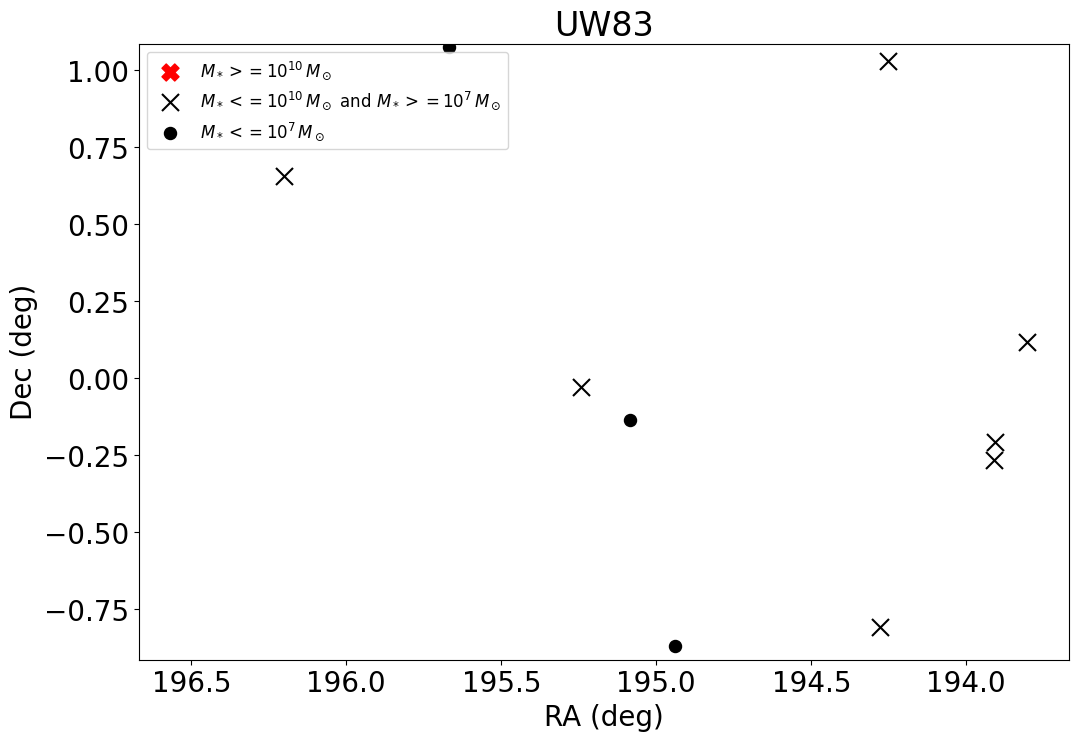 UW83
M* >= 10^10 M⊙
M* <= 10^10 M⊙ and M* >= 10^7 M⊙
M* <= 10^7 M⊙
1.00
0.75
0.50
0.25
0.00
−0.25
−0.50
−0.75
Dec (deg)
196.5 196.0 195.5 195.0 194.5 194.0
RA (deg)